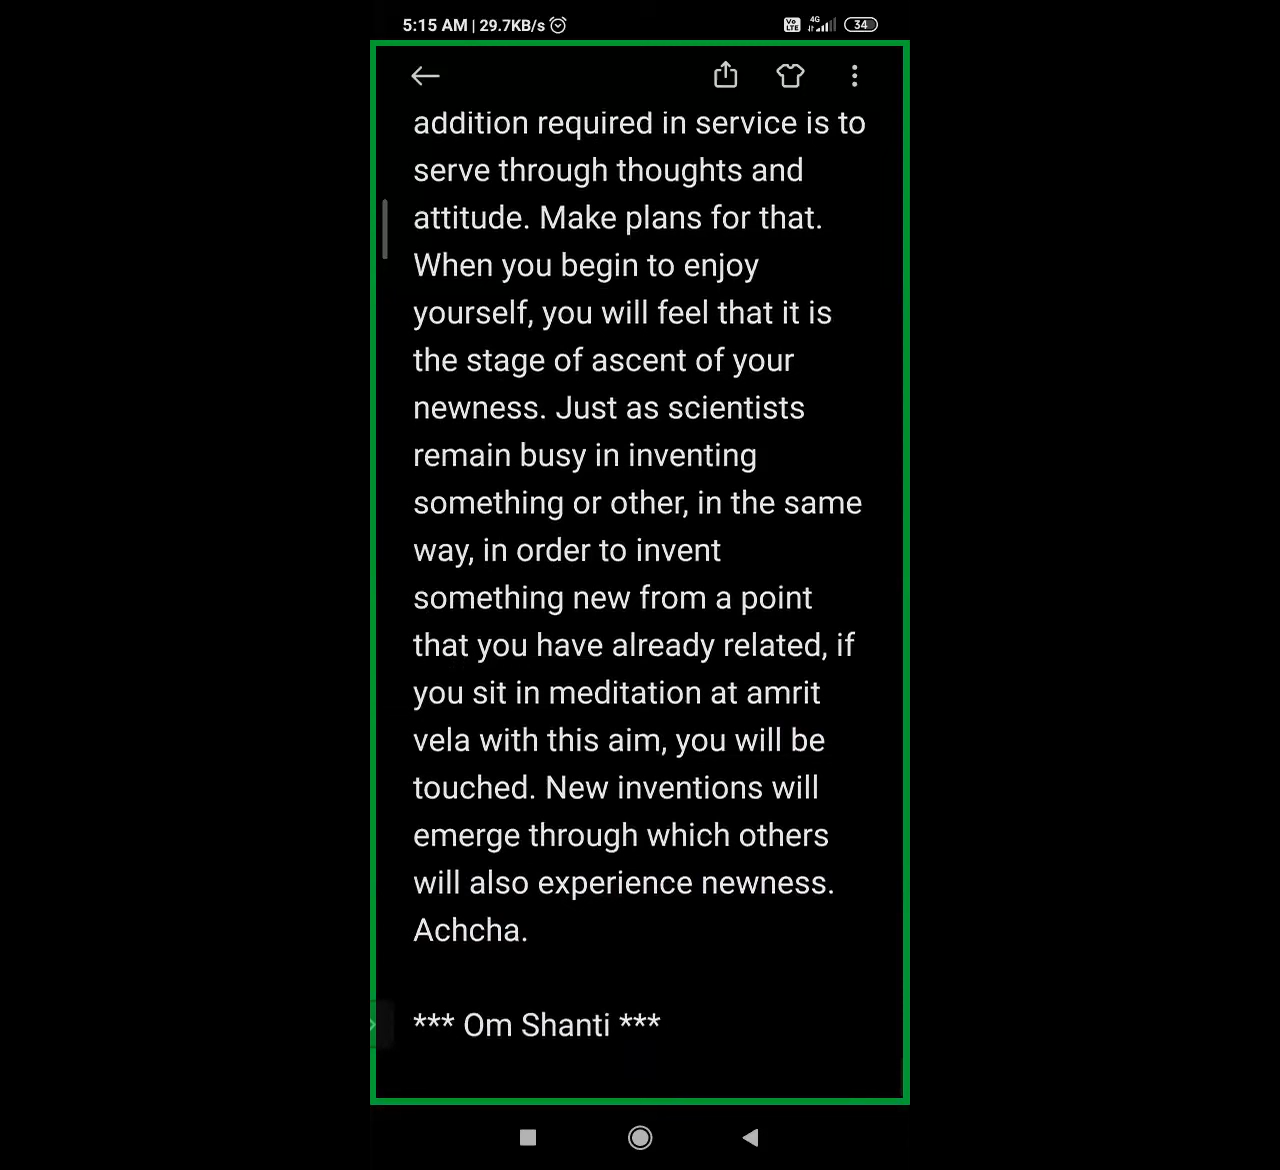 5:15 AM | 29.7KB/s
Vo LTE 4G 34
addition required in service is to
serve through thoughts and
attitude. Make plans for that.
When you begin to enjoy
yourself, you will feel that it is
the stage of ascent of your
newness. Just as scientists
remain busy in inventing
something or other, in the same
way, in order to invent
something new from a point
that you have already related, if
you sit in meditation at amrit
vela with this aim, you will be
touched. New inventions will
emerge through which others
will also experience newness.
Achcha.
*** Om Shanti ***